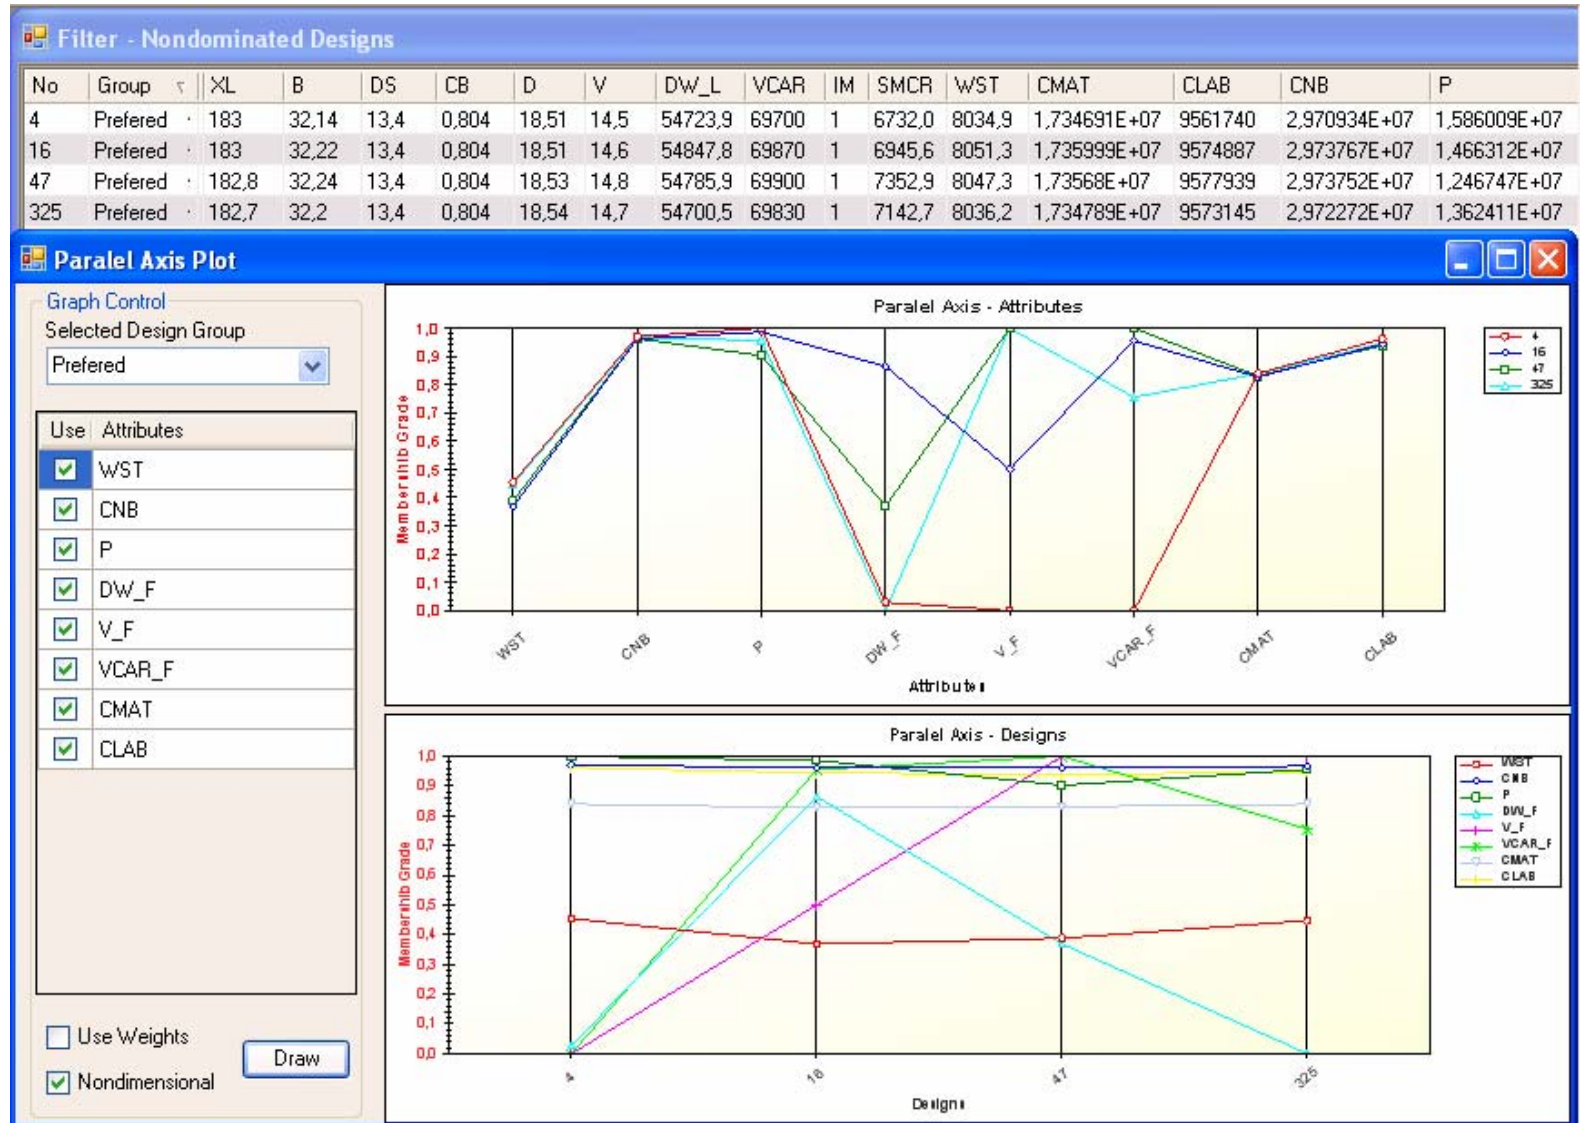 Filter - Nondominated Designs
No Group XL B DS CB D V DW_L VCAR IM SMCR WST CMAT CLAB CNB P
4 Prefered 183 32,14 13,4 0,804 18,51 14,5 54723,9 69700 1 6732,0 8034,9 1,734691E+07 9561740 2,970934E+07 1,586009E+07
16 Prefered 183 32,22 13,4 0,804 18,51 14,6 54847,8 69870 1 6945,6 8051,3 1,735999E+07 9574887 2,973767E+07 1,466312E+07
47 Prefered 182,8 32,24 13,4 0,804 18,53 14,8 54785,9 69900 1 7352,9 8047,3 1,73568E+07 9577939 2,973752E+07 1,246747E+07
325 Prefered 182,7 32,2 13,4 0,804 18,54 14,7 54700,5 69830 1 7142,7 8036,2 1,734789E+07 9573145 2,972272E+07 1,362411E+07
Paralel Axis Plot
Graph Control
Selected Design Group
Prefered
Use Attributes
WST
CNB
P
DW_F
V_F
VCAR_F
CMAT
CLAB
Use Weights
Draw
Nondimensional
Paralel Axis - Attributes
Membership Grade
1,0
0,9
0,8
0,7
0,6
0,5
0,4
0,3
0,2
0,1
0,0
WST CNB P DW_F V_F VCAR_F CMAT CLAB
Attributes
4
16
47
325
Paralel Axis - Designs
Membership Grade
1,0
0,9
0,8
0,7
0,6
0,5
0,4
0,3
0,2
0,1
0,0
4 16 47 325
Designs
WST
CNB
P
DW_F
V_F
VCAR_F
CMAT
CLAB